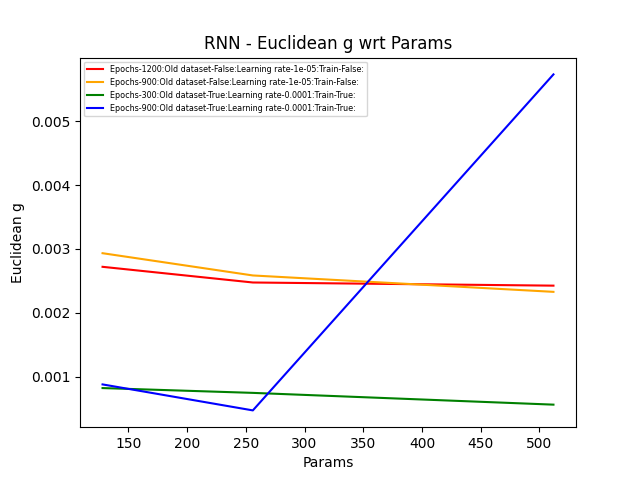 RNN - Euclidean g wrt Params
Epochs-1200:Old dataset-False:Learning rate-1e-05:Train-False:
Epochs-900:Old dataset-False:Learning rate-1e-05:Train-False:
Epochs-300:Old dataset-True:Learning rate-0.0001:Train-True:
Epochs-900:Old dataset-True:Learning rate-0.0001:Train-True:
0.005
0.004
0.003
0.002
0.001
Euclidean g
150 200 250 300 350 400 450 500
Params